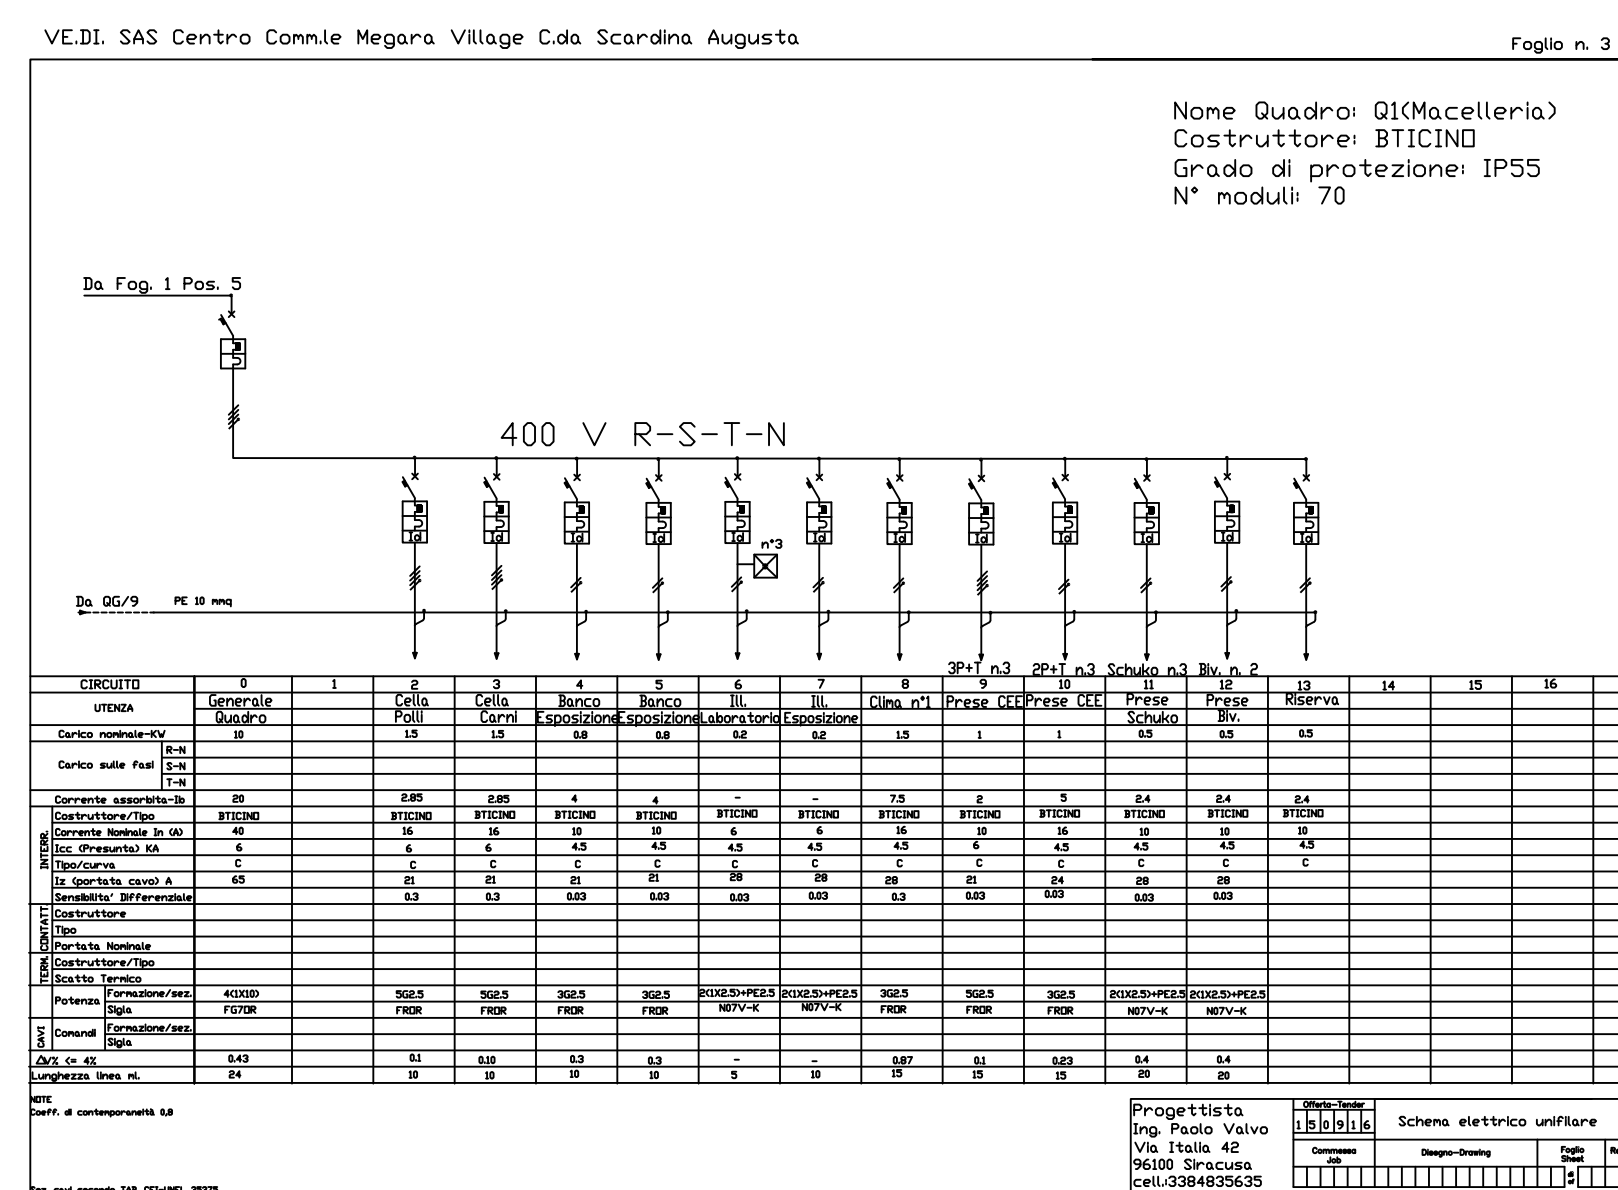 VE.DI. SAS Centro Comm.le Megara Village C.da Scardina Augusta
Foglio n. 3
Nome Quadro: Q1(Macelleria)
Costruttore: BTICINO
Grado di protezione: IP55
N° moduli: 70
Da Fog. 1 Pos. 5
400 V R-S-T-N
Id Id Id Id Id Id Id Id Id Id Id Id
n°3
Da QG/9 PE 10 mmq
3P+T n.3 2P+T n.3 Schuko n.3 Biv. n. 2
CIRCUITO 0 1 2 3 4 5 6 7 8 9 10 11 12 13 14 15 16
UTENZA
Generale Cella Cella Banco Banco Ill. Ill. Clima n°1 Prese CEE Prese CEE Prese Prese Riserva
Quadro Polli Carni Esposizione Esposizione Laboratorio Esposizione Schuko Biv.
Carico nominale-KW 10 1.5 1.5 0.8 0.8 0.2 0.2 1.5 1 1 0.5 0.5 0.5
Carico sulle fasi
R-N
S-N
T-N
Corrente assorbita-Ib 20 2.85 2.85 4 4 - - 7.5 2 5 2.4 2.4 2.4
INTERR.
Costruttore/Tipo BTICINO BTICINO BTICINO BTICINO BTICINO BTICINO BTICINO BTICINO BTICINO BTICINO BTICINO BTICINO BTICINO
Corrente Nominale In (A) 40 16 16 10 10 6 6 16 10 16 10 10 10
Icc (Presunta) KA 6 6 6 4.5 4.5 4.5 4.5 4.5 6 4.5 4.5 4.5 4.5
Tipo/curva C C C C C C C C C C C C C
Iz (portata cavo) A 65 21 21 21 21 28 28 28 21 24 28 28
Sensibilita' Differenziale 0.3 0.3 0.03 0.03 0.03 0.03 0.3 0.03 0.03 0.03 0.03
CONTATT.
Costruttore
Tipo
Portata Nominale
TERM.
Costruttore/Tipo
Scatto Termico
CAVI
Potenza
Formazione/sez. 4(1X10) 5G2.5 5G2.5 3G2.5 3G2.5 2(1X2.5)+PE2.5 2(1X2.5)+PE2.5 3G2.5 5G2.5 3G2.5 2(1X2.5)+PE2.5 2(1X2.5)+PE2.5
Sigla FG7OR FROR FROR FROR FROR N07V-K N07V-K FROR FROR FROR N07V-K N07V-K
Comandi
Formazione/sez.
Sigla
ΔV% <= 4% 0.43 0.1 0.10 0.3 0.3 - - 0.87 0.1 0.23 0.4 0.4
Lunghezza linea ml. 24 10 10 10 10 5 10 15 15 15 20 20
NOTE
Coeff. di contemporaneità 0,8
Progettista
Ing. Paolo Valvo
Via Italia 42
96100 Siracusa
cell.:3384835635
Offerta-Tender
150916
Schema elettrico unifilare
Commessa
Job
Disegno-Drawing
Foglio
Sheet